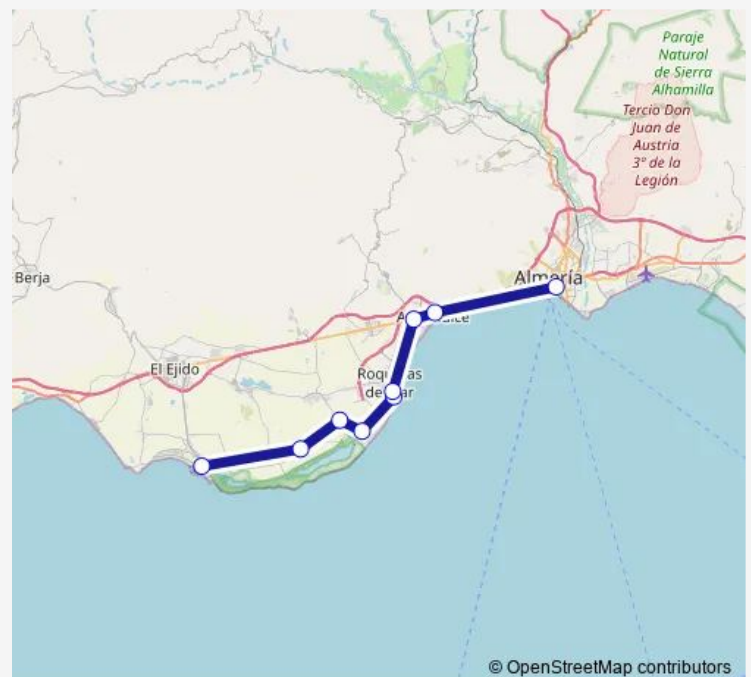 Paraje
Natural
de Sierra
Alhamilla
Tercio Don
Juan de
Austria
3º de la
Legión
Berja
Almería
El Ejido
© OpenStreetMap contributors